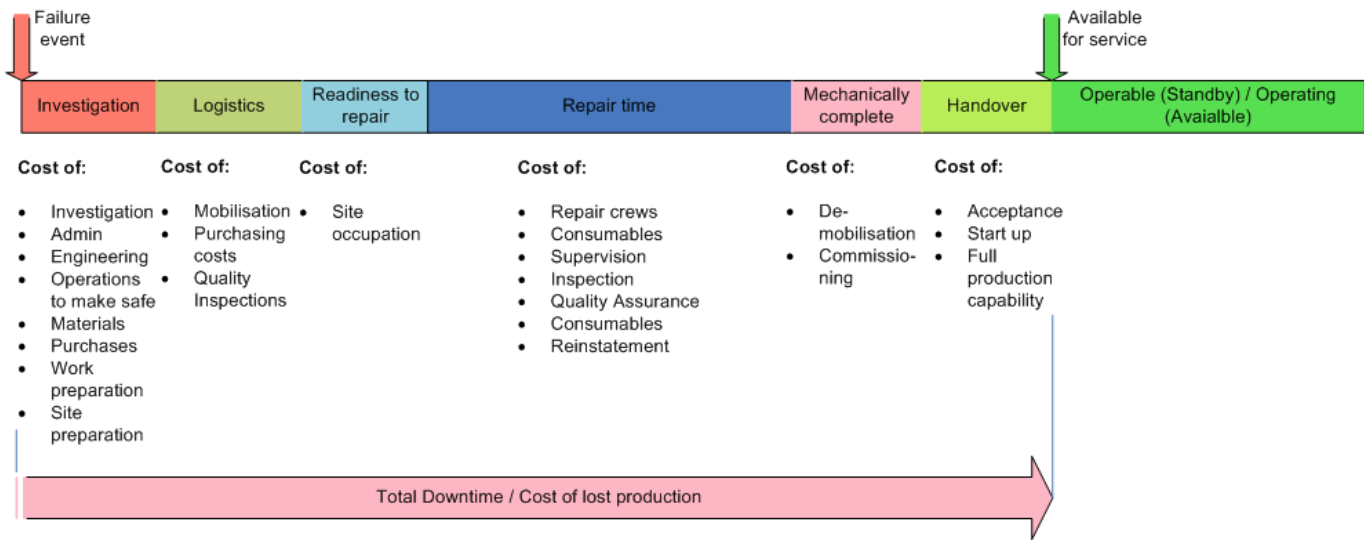 Failure
event
Available
for service
Investigation
Logistics
Readiness to
repair
Repair time
Mechanically
complete
Handover
Operable (Standby) / Operating
(Avaialble)
Cost of:
• Investigation
• Admin
• Engineering
• Operations
to make safe
• Materials
• Purchases
• Work
preparation
• Site
preparation
Cost of:
• Mobilisation
• Purchasing
costs
• Quality
Inspections
Cost of:
• Site
occupation
Cost of:
• Repair crews
• Consumables
• Supervision
• Inspection
• Quality Assurance
• Consumables
• Reinstatement
Cost of:
• De-
mobilisation
• Commissio-
ning
Cost of:
• Acceptance
• Start up
• Full
production
capability
Total Downtime / Cost of lost production